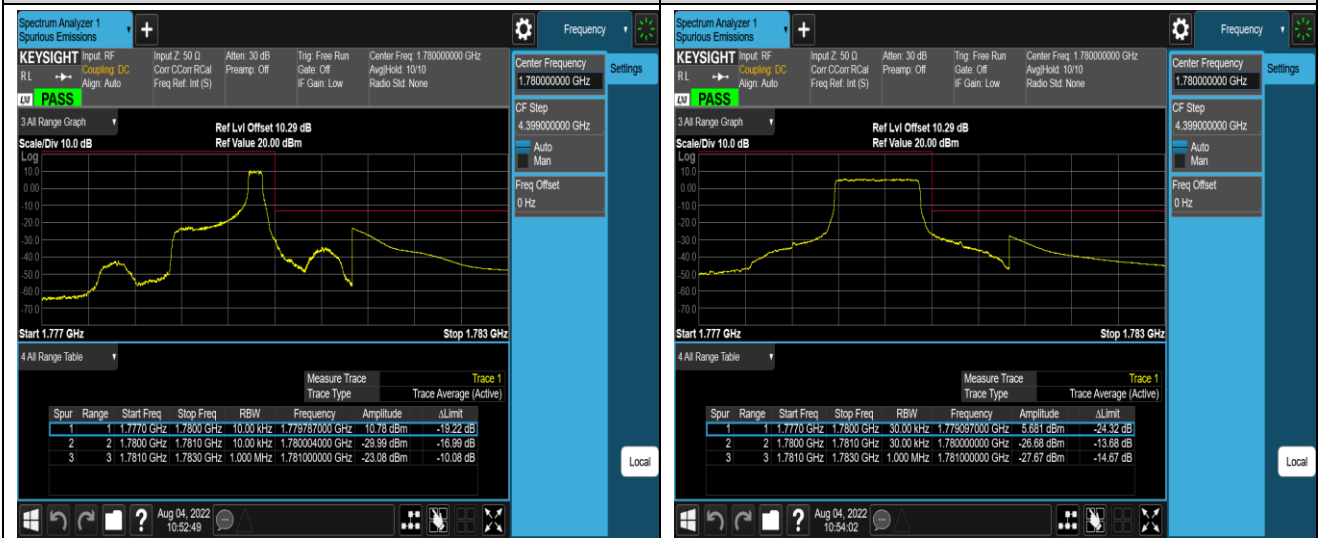 Spectrum Analyzer 1
Spurious Emissions
+
Frequency
KEYSIGHT Input: RF Input Z: 50 Ω Atten: 30 dB Trig: Free Run Center Freq: 1.780000000 GHz
RL Coupling: DC Corr CCorr RCal Preamp: Off Gate: Off Avg|Hold: 10/10
Align: Auto Freq Ref: Int (S) IF Gain: Low Radio Std: None
LXI PASS
Center Frequency
1.780000000 GHz
Settings
CF Step
4.399000000 GHz
Auto
Man
Freq Offset
0 Hz
3 All Range Graph
Ref Lvl Offset 10.29 dB
Scale/Div 10.0 dB Ref Value 20.00 dBm
Log
10.0
0.00
-10.0
-20.0
-30.0
-40.0
-50.0
-60.0
-70.0
Start 1.777 GHz Stop 1.783 GHz
4 All Range Table
Measure Trace Trace 1
Trace Type Trace Average (Active)
Spur Range Start Freq Stop Freq RBW Frequency Amplitude ΔLimit
1 1 1.7770 GHz 1.7800 GHz 10.00 kHz 1.779787000 GHz 10.78 dBm -19.22 dB
2 2 1.7800 GHz 1.7810 GHz 10.00 kHz 1.780004000 GHz -29.99 dBm -16.99 dB
3 3 1.7810 GHz 1.7830 GHz 1.000 MHz 1.781000000 GHz -23.08 dBm -10.08 dB
Local
? Aug 04, 2022
10:52:49
Spectrum Analyzer 1
Spurious Emissions
+
Frequency
KEYSIGHT Input: RF Input Z: 50 Ω Atten: 30 dB Trig: Free Run Center Freq: 1.780000000 GHz
RL Coupling: DC Corr CCorr RCal Preamp: Off Gate: Off Avg|Hold: 10/10
Align: Auto Freq Ref: Int (S) IF Gain: Low Radio Std: None
LXI PASS
Center Frequency
1.780000000 GHz
Settings
CF Step
4.399000000 GHz
Auto
Man
Freq Offset
0 Hz
3 All Range Graph
Ref Lvl Offset 10.29 dB
Scale/Div 10.0 dB Ref Value 20.00 dBm
Log
10.0
0.00
-10.0
-20.0
-30.0
-40.0
-50.0
-60.0
-70.0
Start 1.777 GHz Stop 1.783 GHz
4 All Range Table
Measure Trace Trace 1
Trace Type Trace Average (Active)
Spur Range Start Freq Stop Freq RBW Frequency Amplitude ΔLimit
1 1 1.7770 GHz 1.7800 GHz 30.00 kHz 1.779097000 GHz 5.681 dBm -24.32 dB
2 2 1.7800 GHz 1.7810 GHz 30.00 kHz 1.780000000 GHz -26.68 dBm -13.68 dB
3 3 1.7810 GHz 1.7830 GHz 1.000 MHz 1.781000000 GHz -27.67 dBm -14.67 dB
Local
? Aug 04, 2022
10:54:02